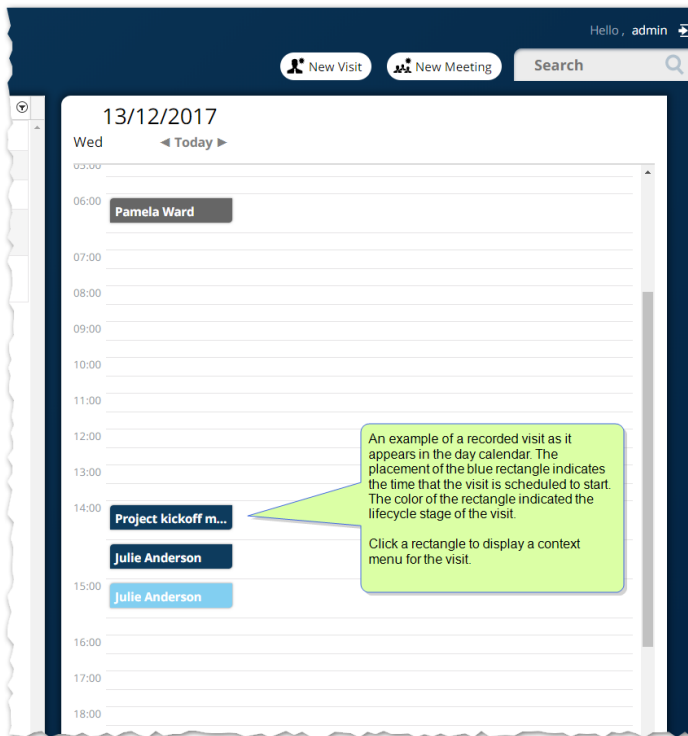 Hello, admin
New Visit
New Meeting
Search
13/12/2017
Wed
◄ Today ►
05:00
06:00
Pamela Ward
07:00
08:00
09:00
10:00
11:00
12:00
An example of a recorded visit as it
appears in the day calendar. The
placement of the blue rectangle indicates
the time that the visit is scheduled to start.
The color of the rectangle indicated the
lifecycle stage of the visit.
Click a rectangle to display a context
menu for the visit.
13:00
14:00
Project kickoff m...
Julie Anderson
15:00
Julie Anderson
16:00
17:00
18:00